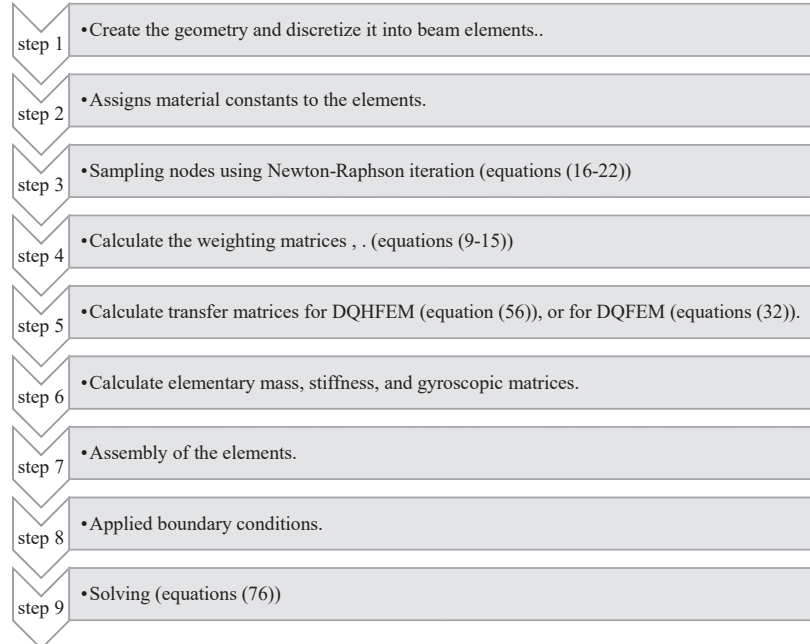 step 1
•Create the geometry and discretize it into beam elements..
step 2
•Assigns material constants to the elements.
step 3
•Sampling nodes using Newton-Raphson iteration (equations (16-22))
step 4
•Calculate the weighting matrices , . (equations (9-15))
step 5
•Calculate transfer matrices for DQHFEM (equation (56)), or for DQFEM (equations (32)).
step 6
•Calculate elementary mass, stiffness, and gyroscopic matrices.
step 7
•Assembly of the elements.
step 8
•Applied boundary conditions.
step 9
•Solving (equations (76))